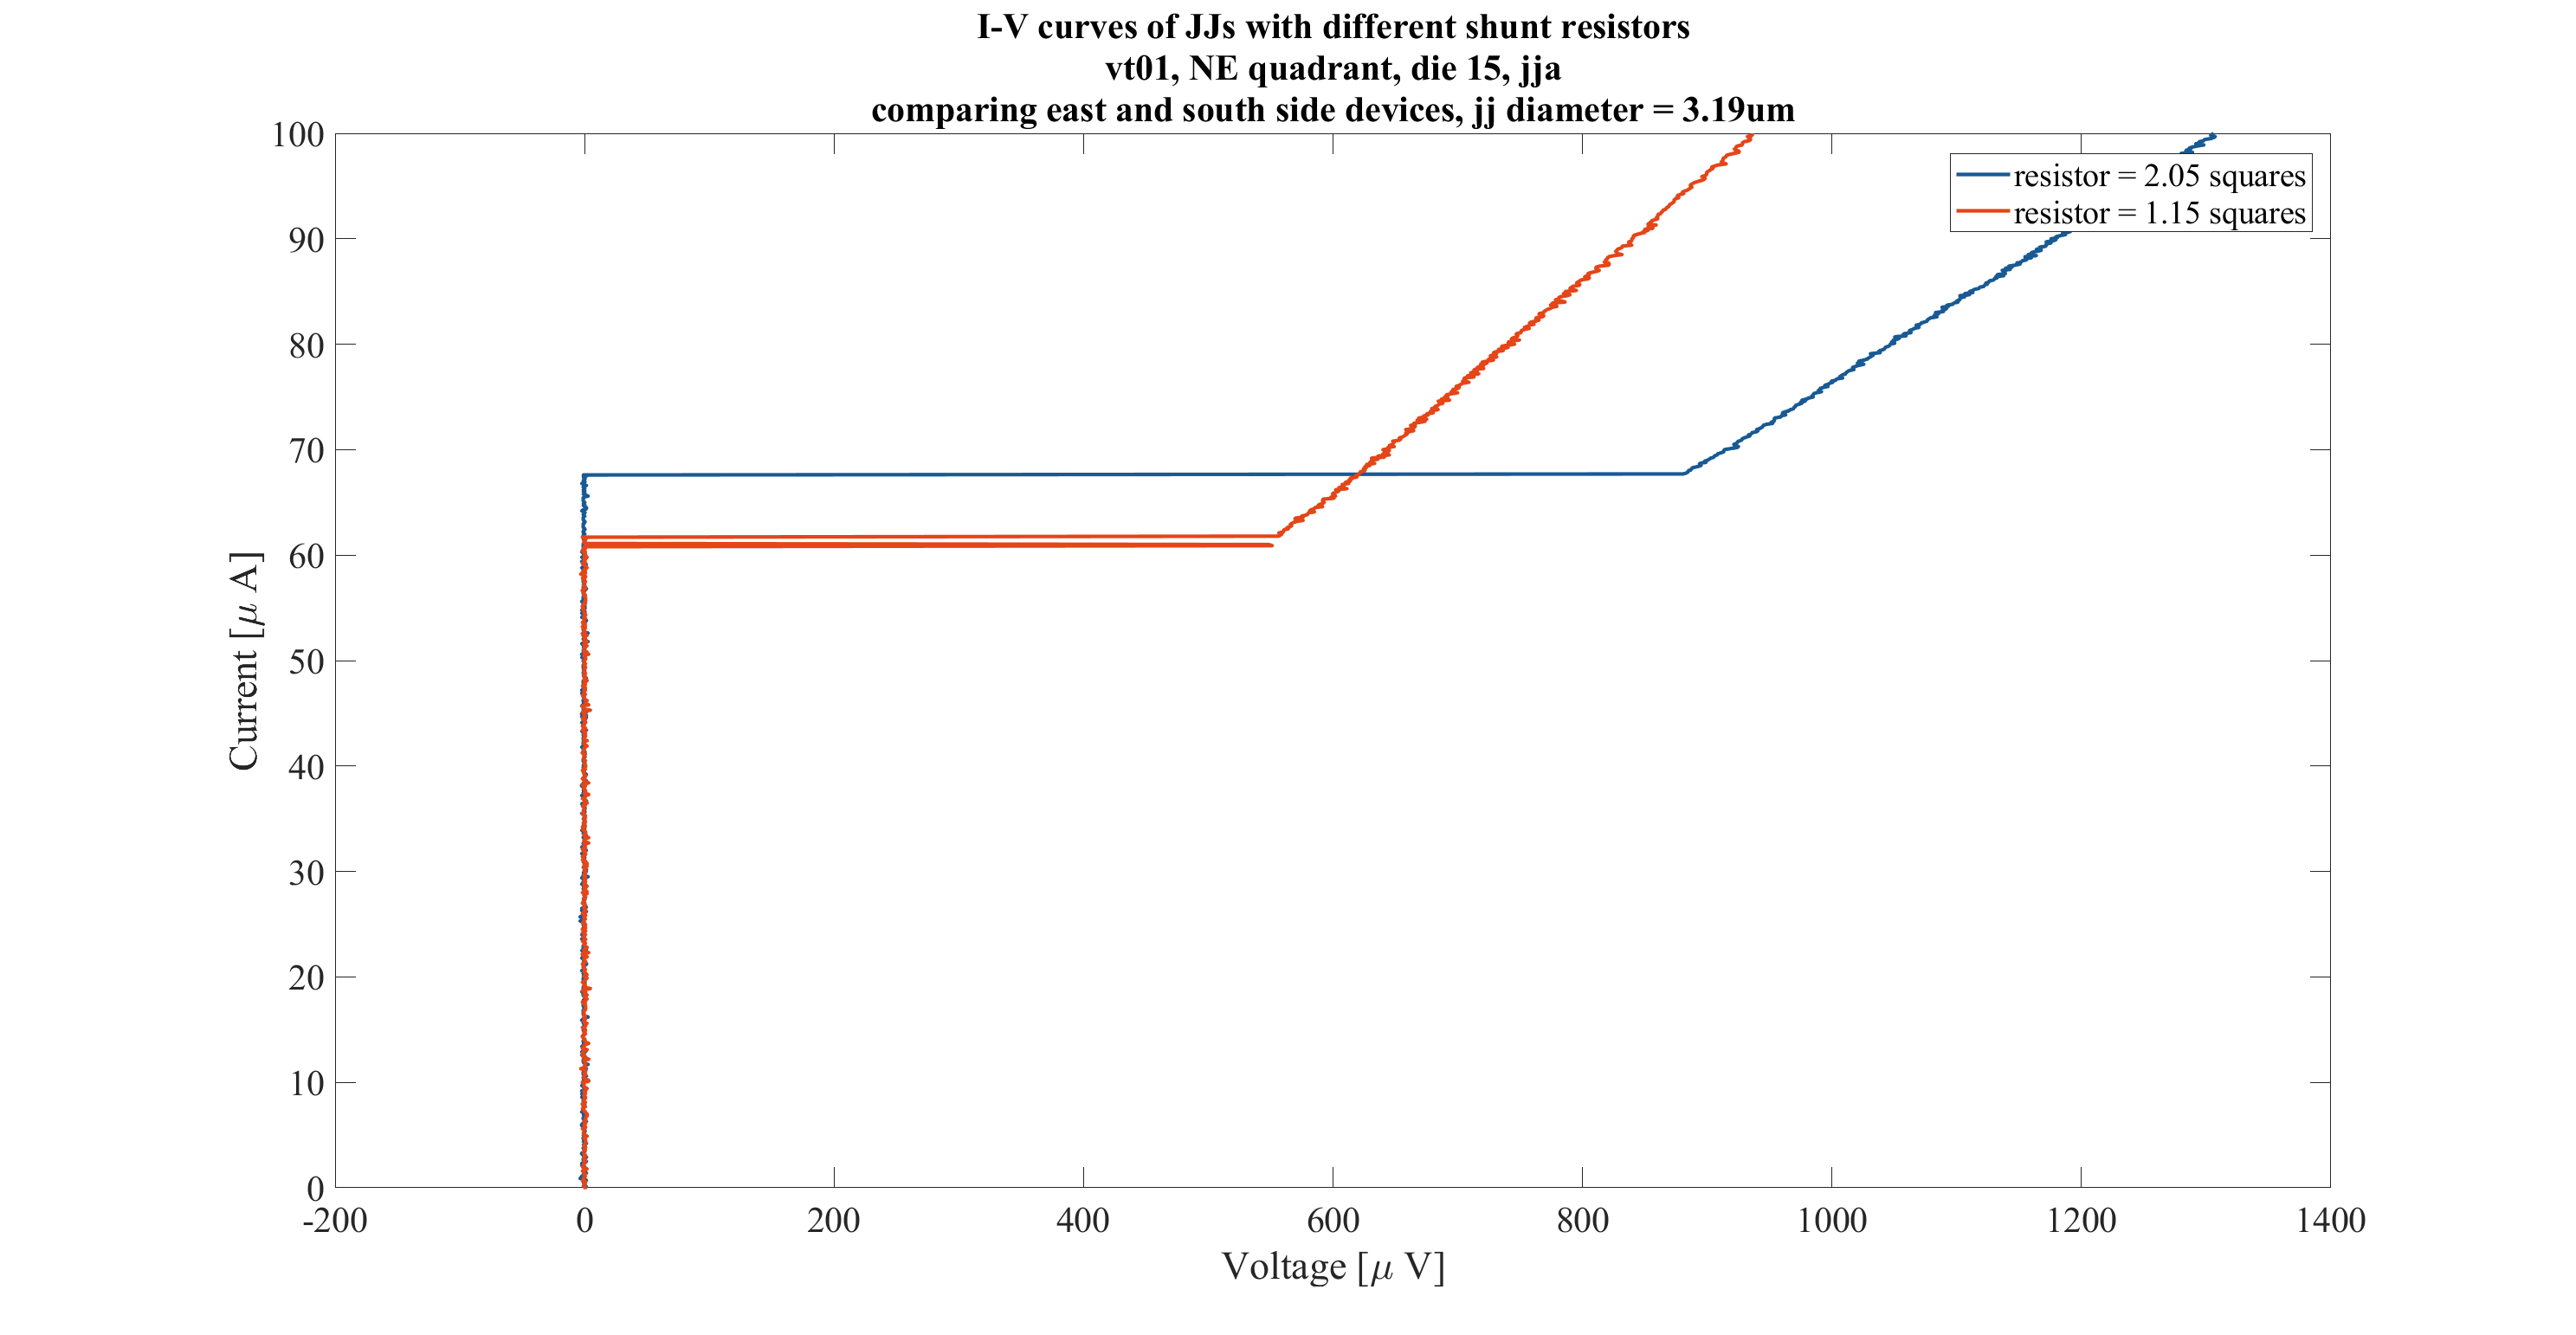 I-V curves of JJs with different shunt resistors
vt01, NE quadrant, die 15, jja
comparing east and south side devices, jj diameter = 3.19um
100
90
80
70
60
50
40
30
20
10
0
Current [μ A]
resistor = 2.05 squares
resistor = 1.15 squares
-200 0 200 400 600 800 1000 1200 1400
Voltage [μ V]